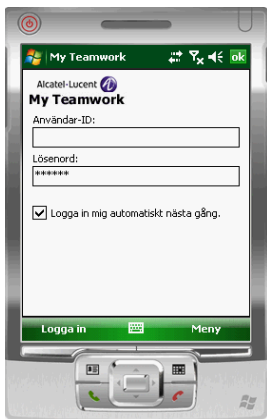 My Teamwork
ok
Alcatel-Lucent
My Teamwork
Användar-ID:
Lösenord:
******
Logga in mig automatiskt nästa gång.
Logga in
Meny